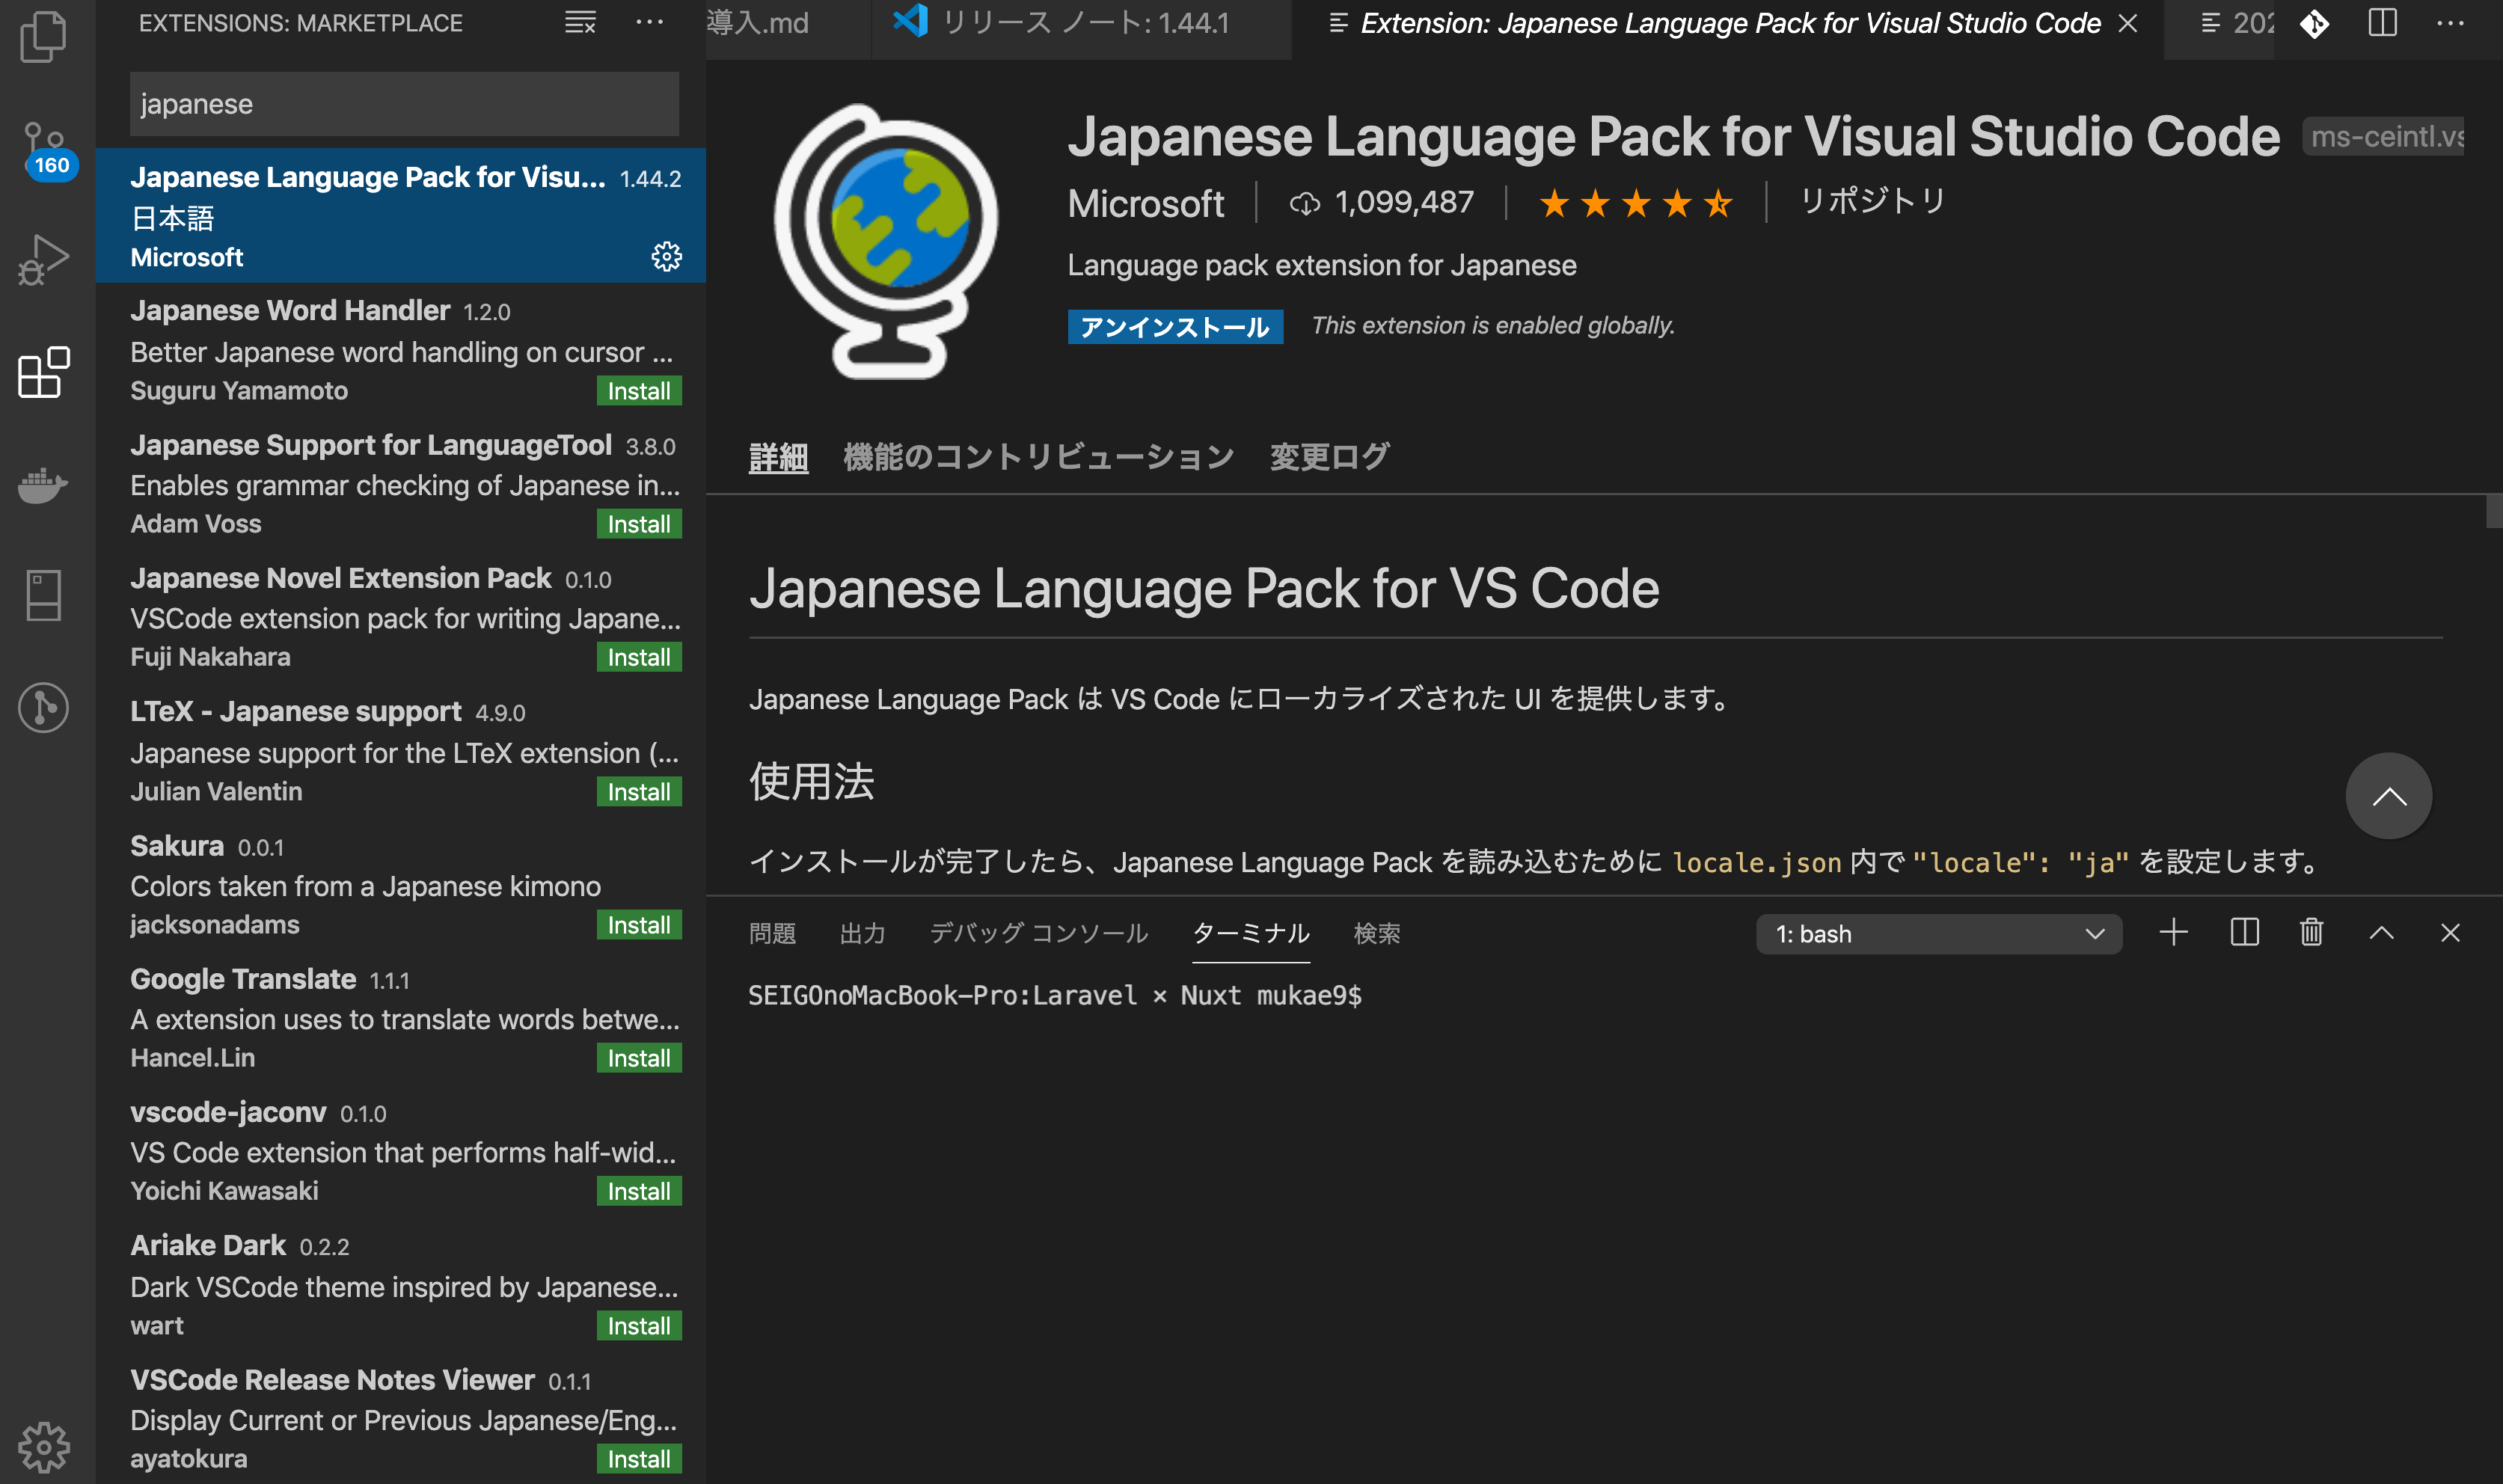 EXTENSIONS: MARKETPLACE
japanese
160
Japanese Language Pack for Visu... 1.44.2
日本語
Microsoft
Japanese Word Handler 1.2.0
Better Japanese word handling on cursor ...
Suguru Yamamoto Install
Japanese Support for LanguageTool 3.8.0
Enables grammar checking of Japanese in...
Adam Voss Install
Japanese Novel Extension Pack 0.1.0
VSCode extension pack for writing Japane...
Fuji Nakahara Install
LTeX - Japanese support 4.9.0
Japanese support for the LTeX extension (...
Julian Valentin Install
Sakura 0.0.1
Colors taken from a Japanese kimono
jacksonadams Install
Google Translate 1.1.1
A extension uses to translate words betwe...
Hancel.Lin Install
vscode-jaconv 0.1.0
VS Code extension that performs half-wid...
Yoichi Kawasaki Install
Ariake Dark 0.2.2
Dark VSCode theme inspired by Japanese...
wart Install
VSCode Release Notes Viewer 0.1.1
Display Current or Previous Japanese/Eng...
ayatokura Install
導入.md リリース ノート: 1.44.1 Extension: Japanese Language Pack for Visual Studio Code 202
Japanese Language Pack for Visual Studio Code ms-ceintl.vs
Microsoft 1,099,487 リポジトリ
Language pack extension for Japanese
アンインストール This extension is enabled globally.
詳細 機能のコントリビューション 変更ログ
Japanese Language Pack for VS Code
Japanese Language Pack は VS Code にローカライズされた UI を提供します。
使用法
インストールが完了したら、Japanese Language Pack を読み込むために locale.json 内で "locale": "ja" を設定します。
問題 出力 デバッグ コンソール ターミナル 検索 1: bash
SEIGOnoMacBook-Pro:Laravel × Nuxt mukae9$